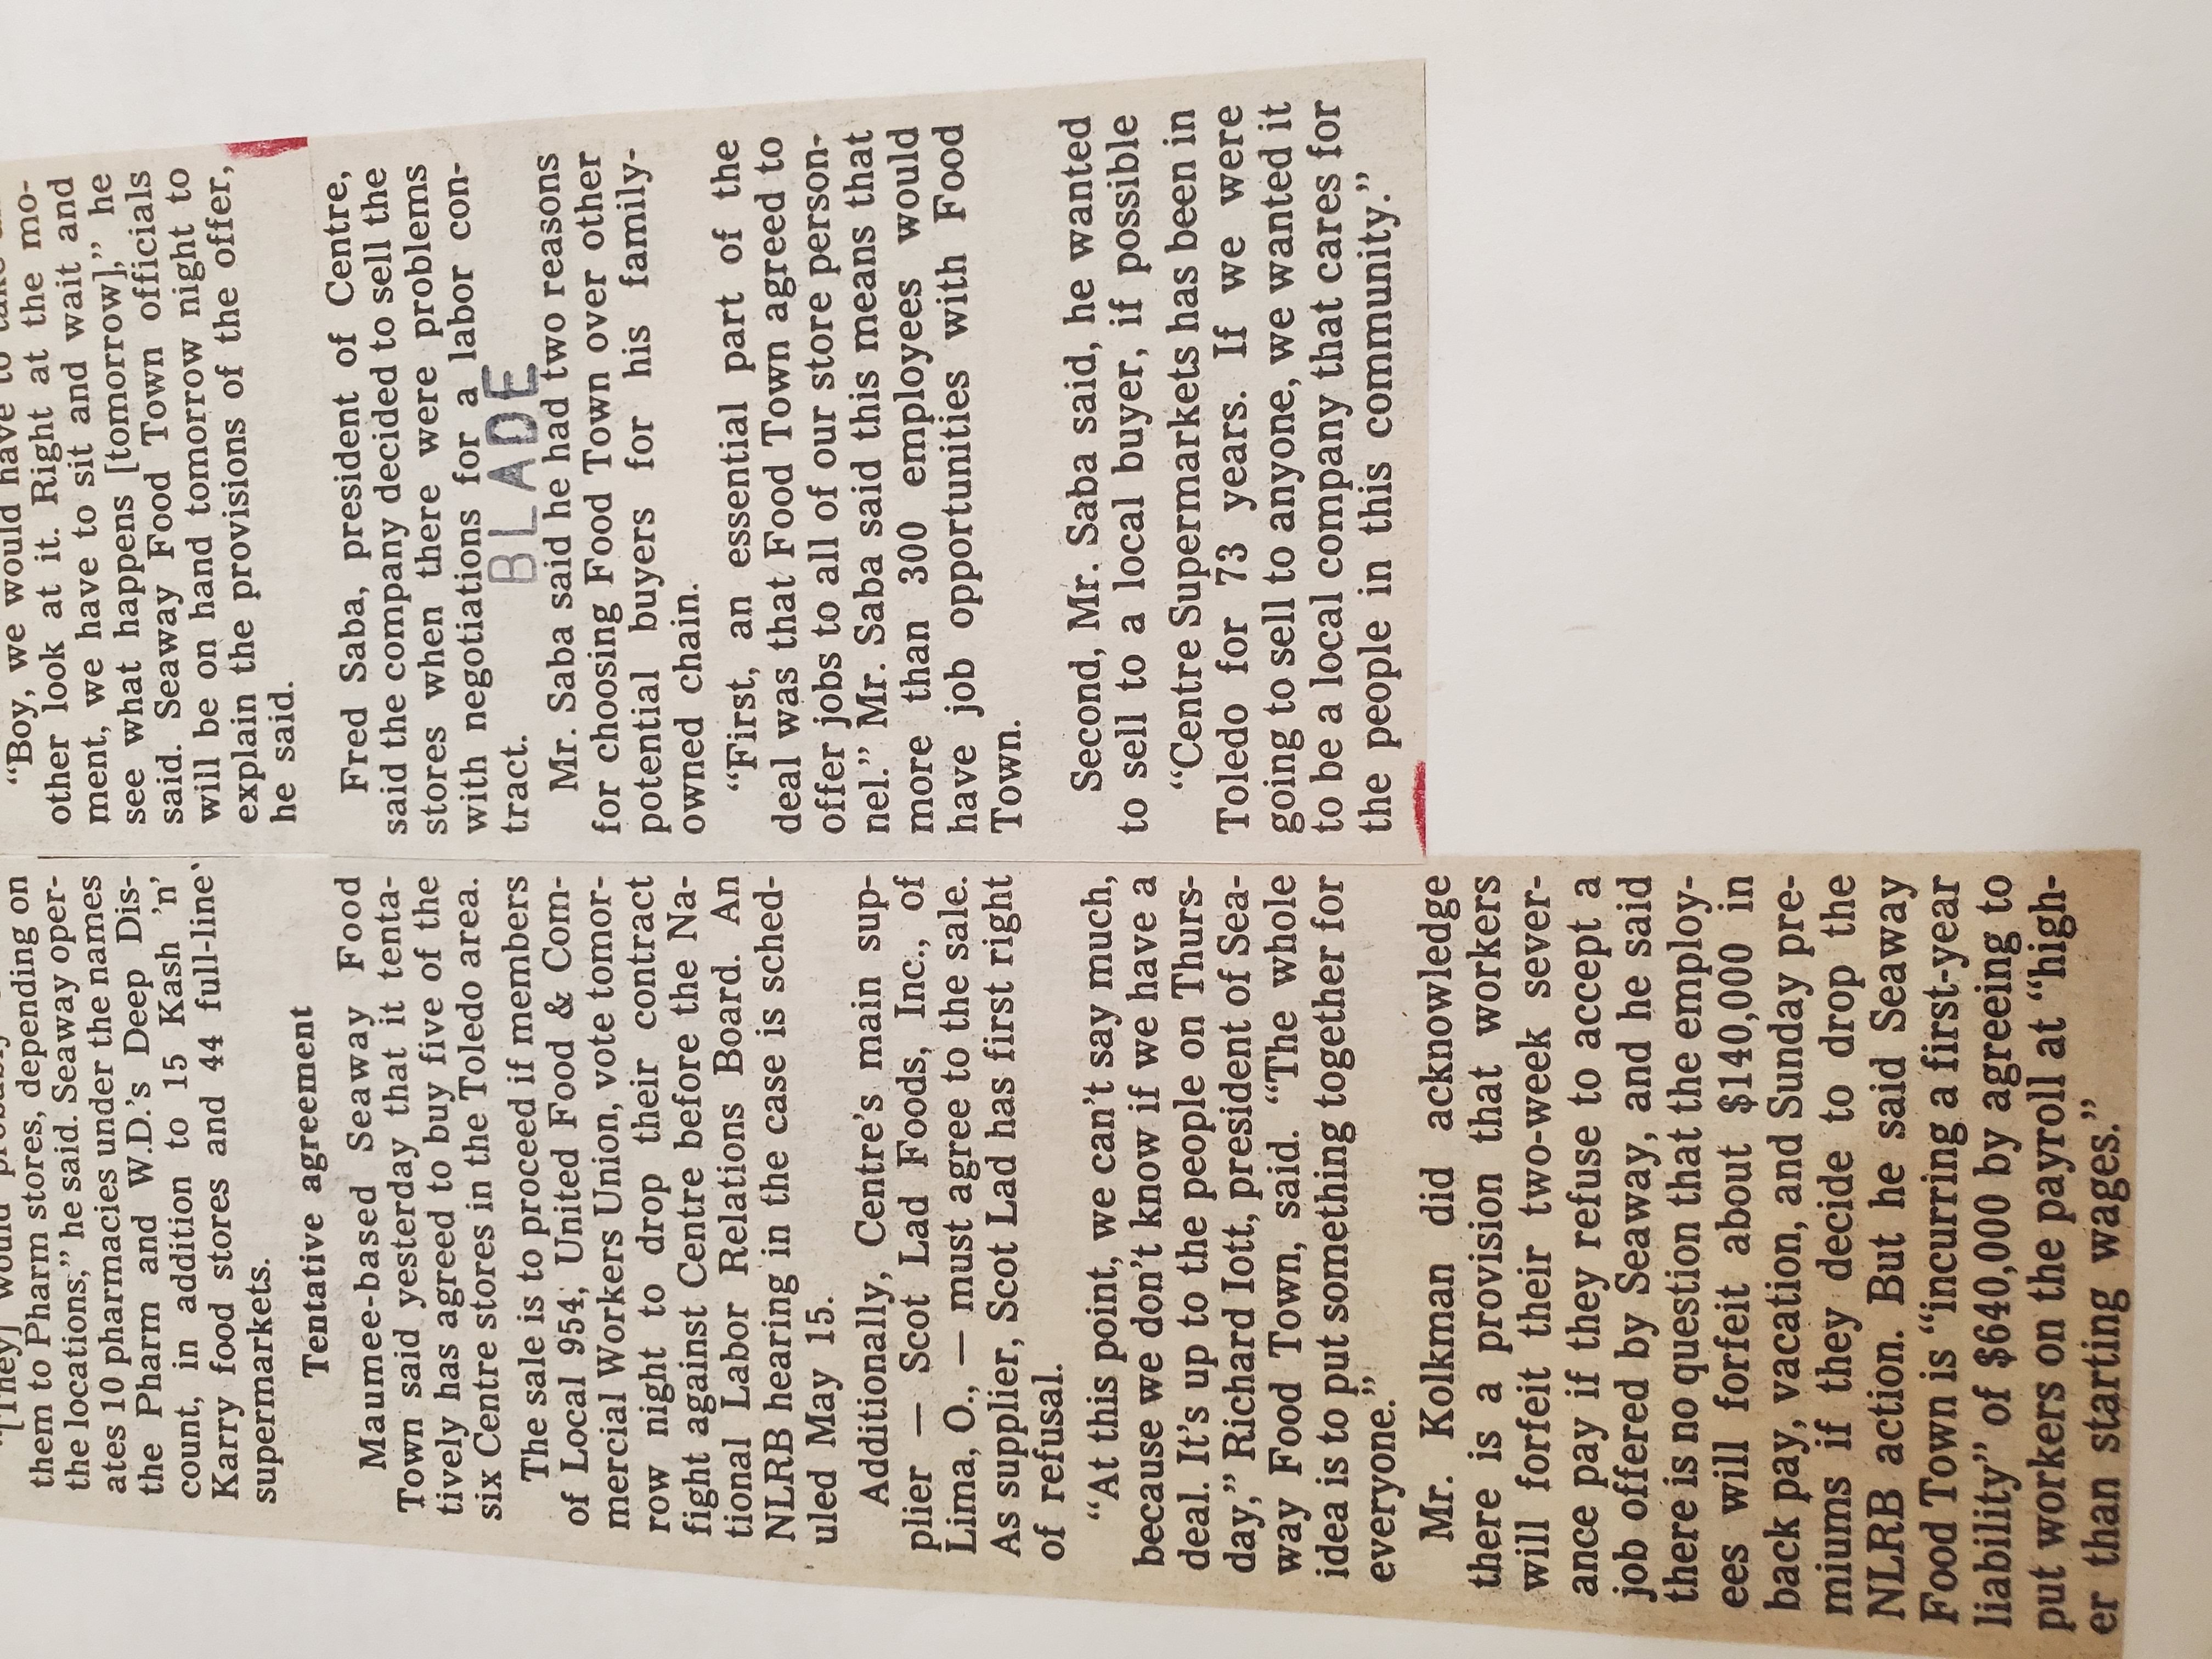 "[They] would
them to Pharm stores, depending on
the locations," he said. Seaway oper-
ates 10 pharmacies under the names
the Pharm and W.D.'s Deep Dis-
count, in addition to 15 Kash 'n'
Karry food stores and 44 full-line
supermarkets.
Tentative agreement
Maumee-based Seaway Food
Town said yesterday that it tenta-
tively has agreed to buy five of the
six Centre stores in the Toledo area.
The sale is to proceed if members
of Local 954, United Food & Com-
mercial Workers Union, vote tomor-
row night to drop their contract
fight against Centre before the Na-
tional Labor Relations Board. An
NLRB hearing in the case is sched-
uled May 15.
Additionally, Centre's main sup-
plier — Scot Lad Foods, Inc., of
Lima, O., — must agree to the sale.
As supplier, Scot Lad has first right
of refusal.
"At this point, we can't say much,
because we don't know if we have a
deal. It's up to the people on Thurs-
day," Richard Iott, president of Sea-
way Food Town, said. "The whole
idea is to put something together for
everyone."
Mr. Kolkman did acknowledge
there is a provision that workers
will forfeit their two-week sever-
ance pay if they refuse to accept a
job offered by Seaway, and he said
there is no question that the employ-
ees will forfeit about $140,000 in
back pay, vacation, and Sunday pre-
miums if they decide to drop the
NLRB action. But he said Seaway
Food Town is "incurring a first-year
liability" of $640,000 by agreeing to
put workers on the payroll at "high-
er than starting wages."
"Boy, we would have to
other look at it. Right at the mo-
ment, we have to sit and wait and
see what happens [tomorrow]," he
said. Seaway Food Town officials
will be on hand tomorrow night to
explain the provisions of the offer,
he said.
Fred Saba, president of Centre,
said the company decided to sell the
stores when there were problems
with negotiations for a labor con-
tract.
BLADE
Mr. Saba said he had two reasons
for choosing Food Town over other
potential buyers for his family-
owned chain.
"First, an essential part of the
deal was that Food Town agreed to
offer jobs to all of our store person-
nel." Mr. Saba said this means that
more than 300 employees would
have job opportunities with Food
Town.
Second, Mr. Saba said, he wanted
to sell to a local buyer, if possible
"Centre Supermarkets has been in
Toledo for 73 years. If we were
going to sell to anyone, we wanted it
to be a local company that cares for
the people in this community."